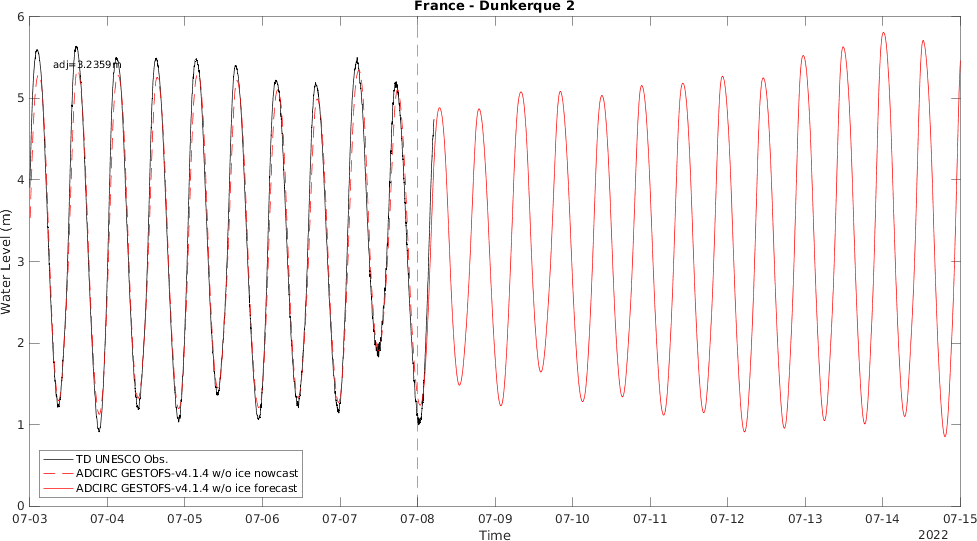 France - Dunkerque 2
6
adj=3.2359m
5
4
3
2
1
0
Water Level (m)
TD UNESCO Obs.
ADCIRC GESTOFS-v4.1.4 w/o ice nowcast
ADCIRC GESTOFS-v4.1.4 w/o ice forecast
07-03 07-04 07-05 07-06 07-07 07-08 07-09 07-10 07-11 07-12 07-13 07-14 07-15
Time
2022